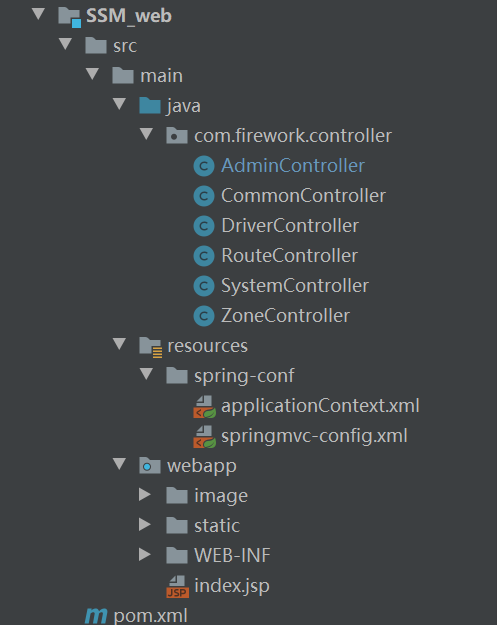 SSM_web
src
main
java
com.firework.controller
AdminController
CommonController
DriverController
RouteController
SystemController
ZoneController
resources
spring-conf
applicationContext.xml
springmvc-config.xml
webapp
image
static
WEB-INF
index.jsp
pom.xml